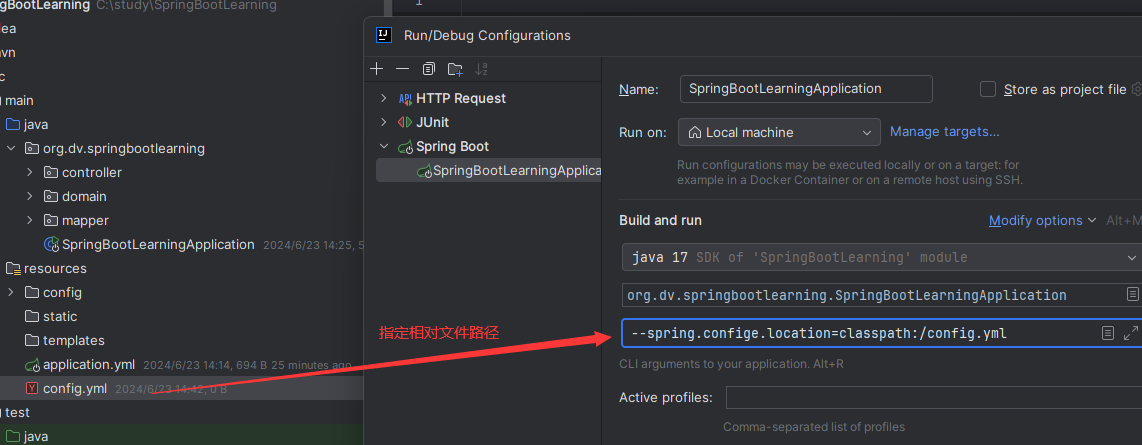 ngBootLearning C:\study\SpringBootLearning
ea
vn
c
main
java
org.dv.springbootlearning
controller
domain
mapper
SpringBootLearningApplication 2024/6/23 14:25, 5
resources
config
static
templates
application.yml 2024/6/23 14:14, 694 B 25 minutes ago
config.yml 2024/6/23 14:42, 0 B
test
java
1
Run/Debug Configurations
HTTP Request
JUnit
Spring Boot
SpringBootLearningApplica
Name: SpringBootLearningApplication Store as project file
Run on: Local machine Manage targets...
Run configurations may be executed locally or on a target: for
example in a Docker Container or on a remote host using SSH.
Build and run Modify options Alt+M
java 17 SDK of 'SpringBootLearning' module
org.dv.springbootlearning.SpringBootLearningApplication
指定相对文件路径
--spring.confige.location=classpath:/config.yml
CLI arguments to your application. Alt+R
Active profiles:
Comma-separated list of profiles